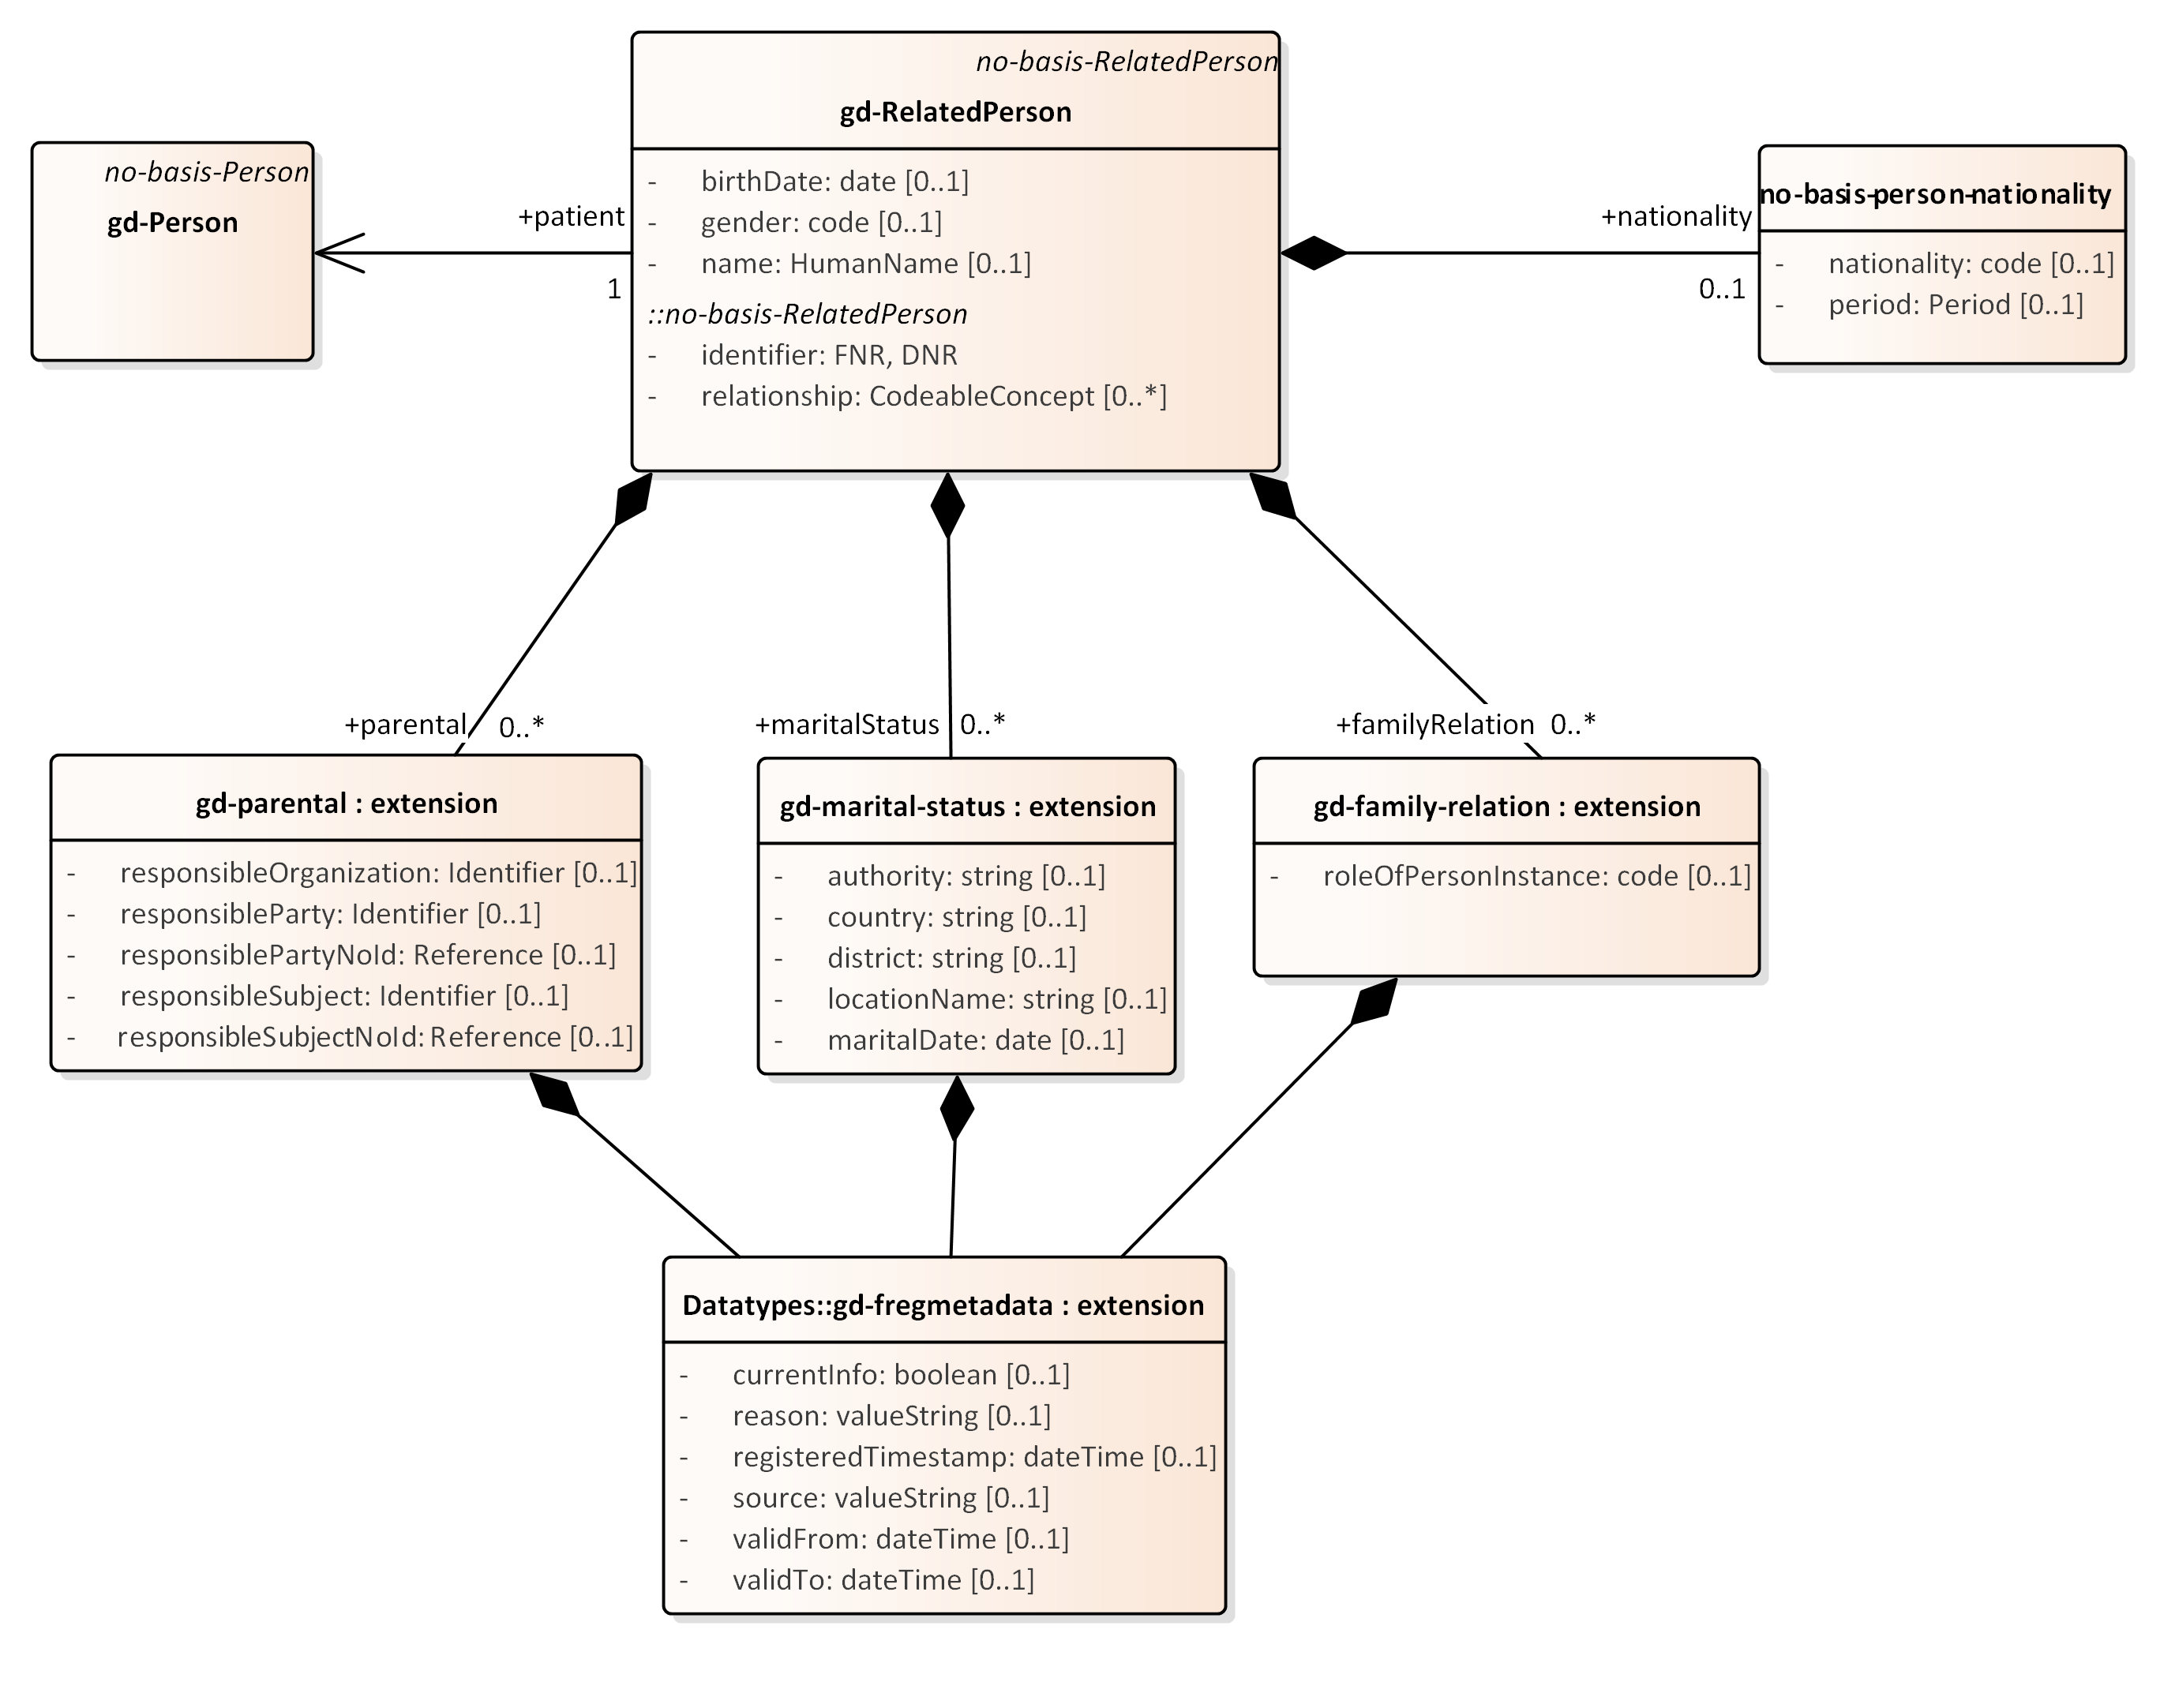 no-basis-RelatedPerson
gd-RelatedPerson
- birthDate: date [0..1]
- gender: code [0..1]
- name: HumanName [0..1]
::no-basis-RelatedPerson
- identifier: FNR, DNR
- relationship: CodeableConcept [0..*]
no-basis-Person
gd-Person
+patient
1
+nationality
0..1
no-basis-person-nationality
- nationality: code [0..1]
- period: Period [0..1]
+parental 0..*
+maritalStatus 0..*
+familyRelation 0..*
gd-parental : extension
- responsibleOrganization: Identifier [0..1]
- responsibleParty: Identifier [0..1]
- responsiblePartyNoId: Reference [0..1]
- responsibleSubject: Identifier [0..1]
- responsibleSubjectNoId: Reference [0..1]
gd-marital-status : extension
- authority: string [0..1]
- country: string [0..1]
- district: string [0..1]
- locationName: string [0..1]
- maritalDate: date [0..1]
gd-family-relation : extension
- roleOfPersonInstance: code [0..1]
Datatypes::gd-fregmetadata : extension
- currentInfo: boolean [0..1]
- reason: valueString [0..1]
- registeredTimestamp: dateTime [0..1]
- source: valueString [0..1]
- validFrom: dateTime [0..1]
- validTo: dateTime [0..1]